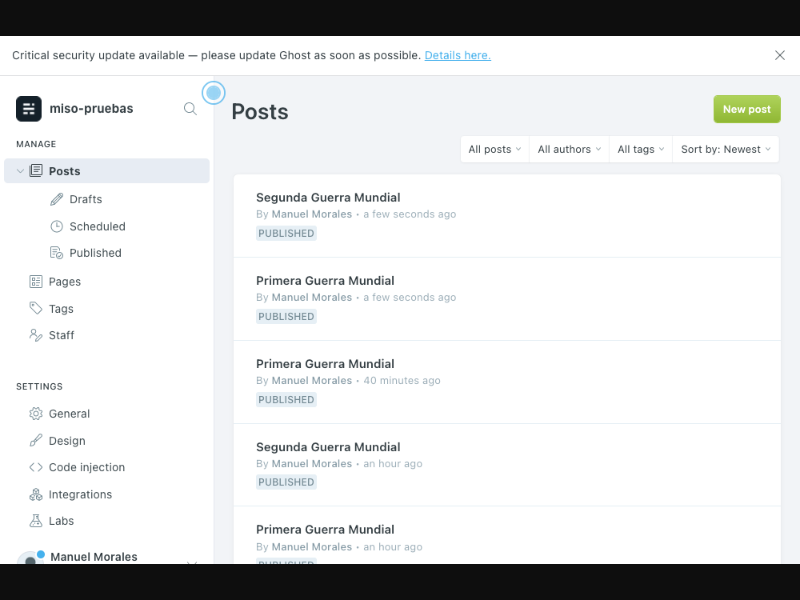 Critical security update available — please update Ghost as soon as possible. Details here.
miso-pruebas
MANAGE
Posts
Drafts
Scheduled
Published
Pages
Tags
Staff
SETTINGS
General
Design
Code injection
Integrations
Labs
Manuel Morales
Posts
New post
All posts
All authors
All tags
Sort by: Newest
Segunda Guerra Mundial
By Manuel Morales • a few seconds ago
PUBLISHED
Primera Guerra Mundial
By Manuel Morales • a few seconds ago
PUBLISHED
Primera Guerra Mundial
By Manuel Morales • 40 minutes ago
PUBLISHED
Segunda Guerra Mundial
By Manuel Morales • an hour ago
PUBLISHED
Primera Guerra Mundial
By Manuel Morales • an hour ago
PUBLISHED